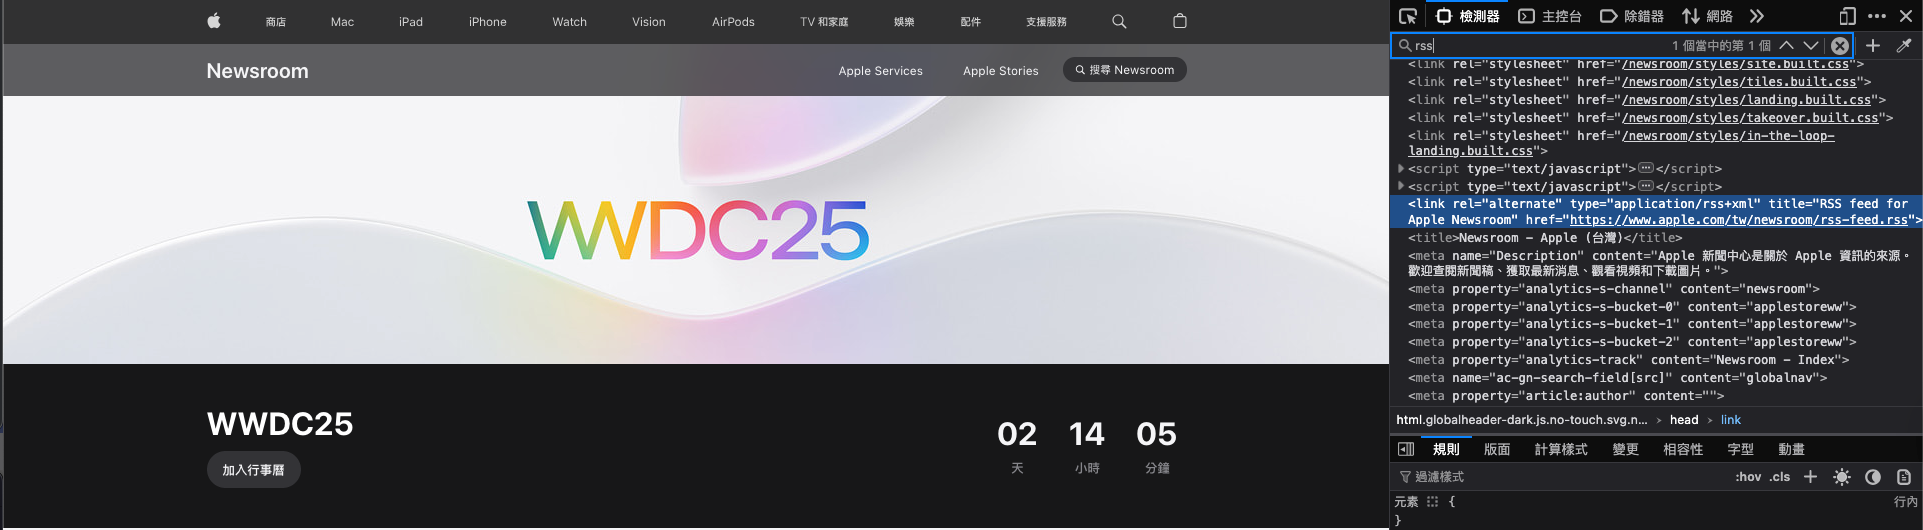 商店 Mac iPad iPhone Watch Vision AirPods TV 和家庭 娛樂 配件 支援服務
Newsroom Apple Services Apple Stories 搜尋 Newsroom
WWDC25
WWDC25
加入行事曆
02 14 05
天 小時 分鐘
檢測器 主控台 除錯器 網路
rss 1 個當中的第 1 個
<link rel="stylesheet" href="/newsroom/styles/site.built.css">
<link rel="stylesheet" href="/newsroom/styles/tiles.built.css">
<link rel="stylesheet" href="/newsroom/styles/landing.built.css">
<link rel="stylesheet" href="/newsroom/styles/takeover.built.css">
<link rel="stylesheet" href="/newsroom/styles/in-the-loop-
landing.built.css">
<script type="text/javascript">…</script>
<script type="text/javascript">…</script>
<link rel="alternate" type="application/rss+xml" title="RSS feed for
Apple Newsroom" href="https://www.apple.com/tw/newsroom/rss-feed.rss">
<title>Newsroom - Apple (台灣)</title>
<meta name="Description" content="Apple 新聞中心是關於 Apple 資訊的來源。
歡迎查閱新聞稿、獲取最新消息、觀看視頻和下載圖片。">
<meta property="analytics-s-channel" content="newsroom">
<meta property="analytics-s-bucket-0" content="applestoreww">
<meta property="analytics-s-bucket-1" content="applestoreww">
<meta property="analytics-s-bucket-2" content="applestoreww">
<meta property="analytics-track" content="Newsroom - Index">
<meta name="ac-gn-search-field[src]" content="globalnav">
<meta property="article:author" content="">
html.globalheader-dark.js.no-touch.svg.n... > head > link
規則 版面 計算樣式 變更 相容性 字型 動畫
過濾樣式 :hov .cls
元素 { 行內
}